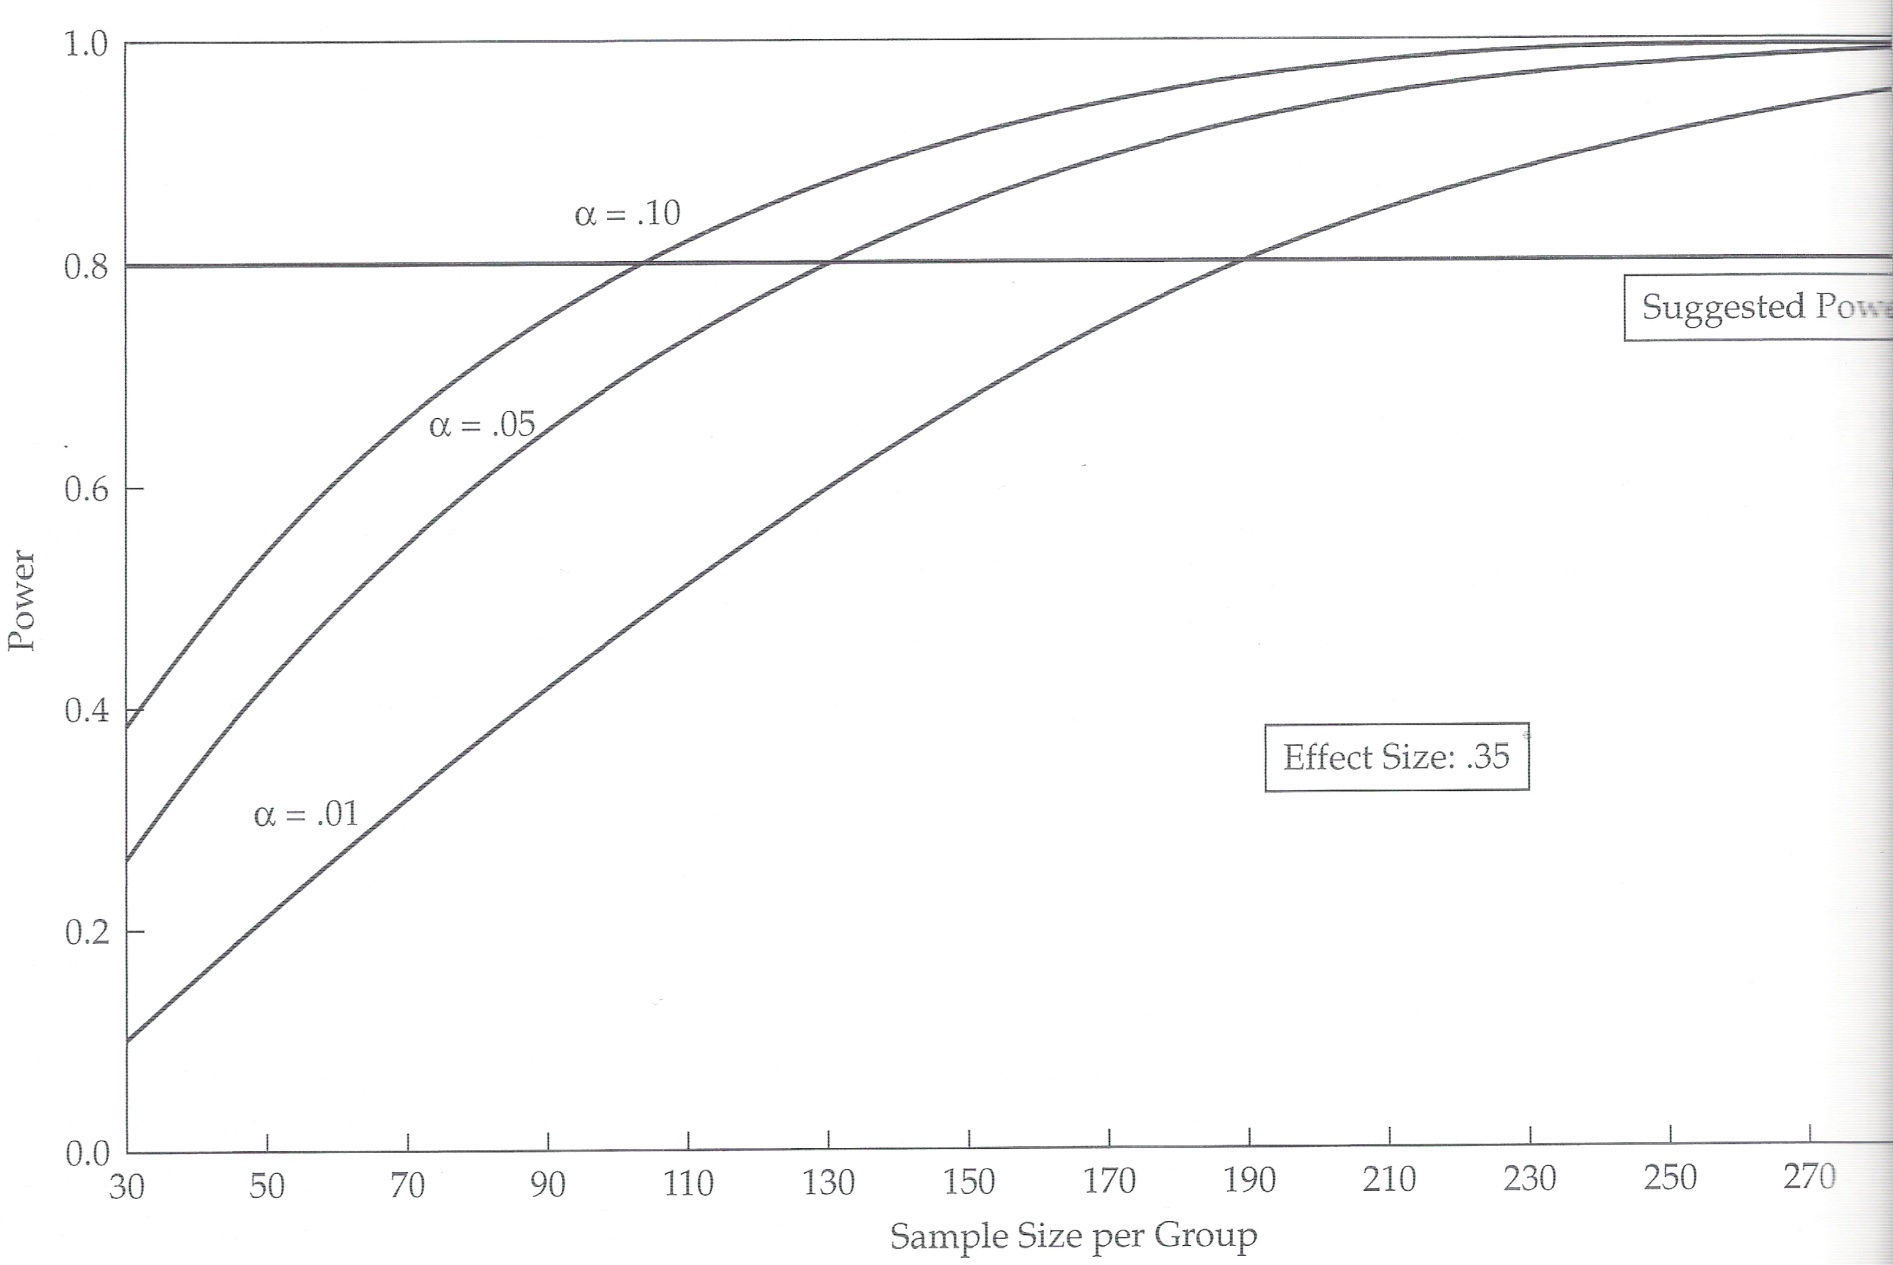 1.0
α = .10
0.8
Suggested
α = .05
0.6
Power
0.4
Effect Size: .35
α = .01
0.2
0.0
30 50 70 90 110 130 150 170 190 210 230 250 270
Sample Size per Group